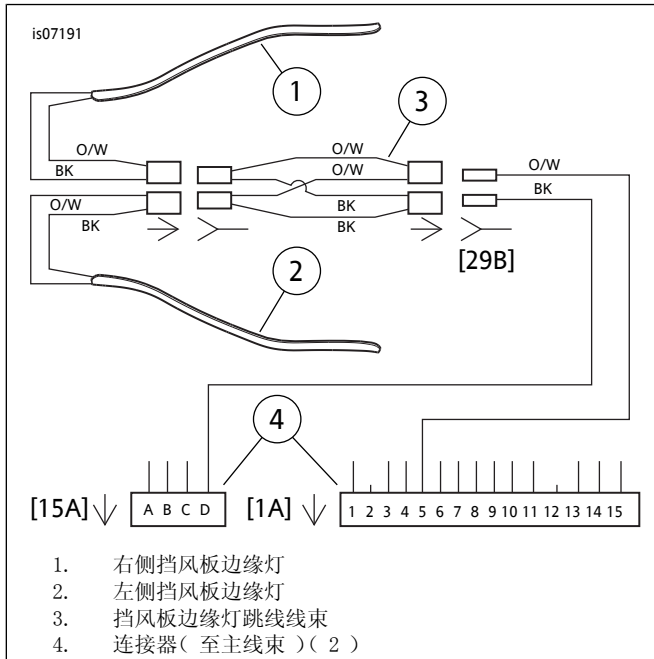 is07191
1
3
O/W
BK
O/W
O/W
O/W
BK
O/W
BK
BK
BK
[29B]
2
4
[15A]
A B C D
[1A]
1 2 3 4 5 6 7 8 9 10 11 12 13 14 15
1. 右侧挡风板边缘灯
2. 左侧挡风板边缘灯
3. 挡风板边缘灯跳线线束
4. 连接器( 至主线束 )( 2 )